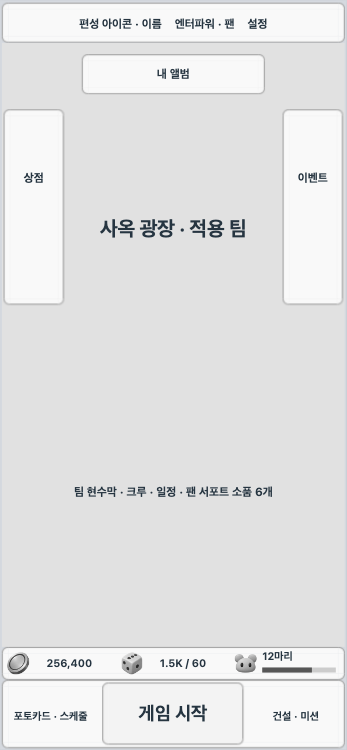 편성 아이콘 · 이름 엔터파워 · 팬 설정
내 앨범
상점
이벤트
사옥 광장 · 적용 팀
팀 현수막 · 크루 · 일정 · 팬 서포트 소품 6개
256,400
1.5K / 60
12마리
포토카드 · 스케줄
게임 시작
건설 · 미션